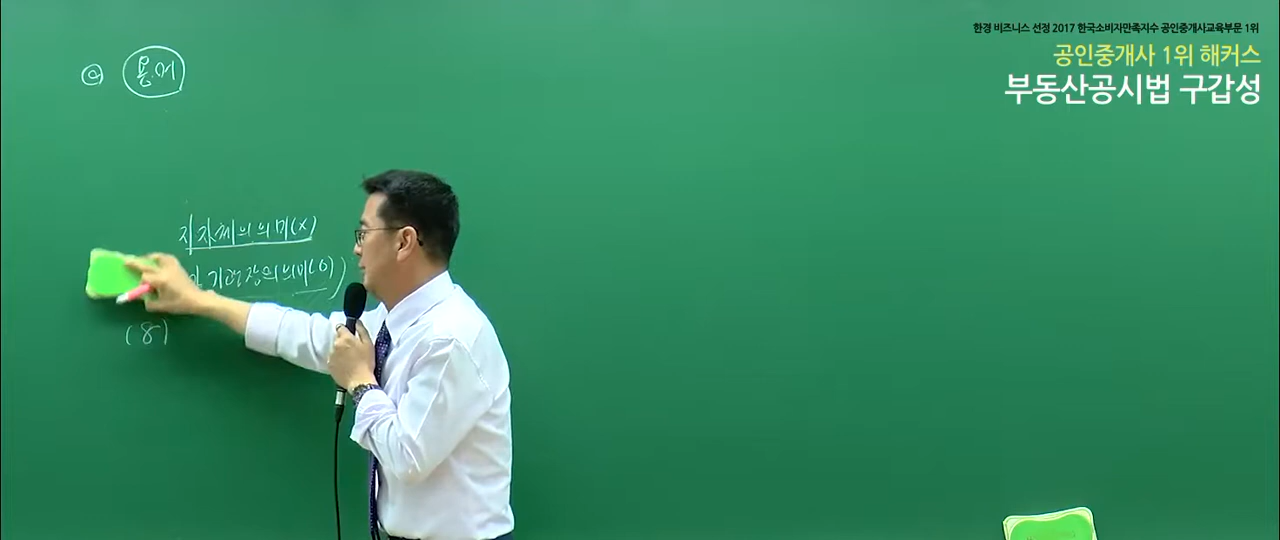 한경 비즈니스 선정 2017 한국소비자만족지수 공인중개사교육부문 1위
공인중개사 1위 해커스
부동산공시법 구갑성
용어
지자체의 의미(X)
기관장의 의미(O))
(8)